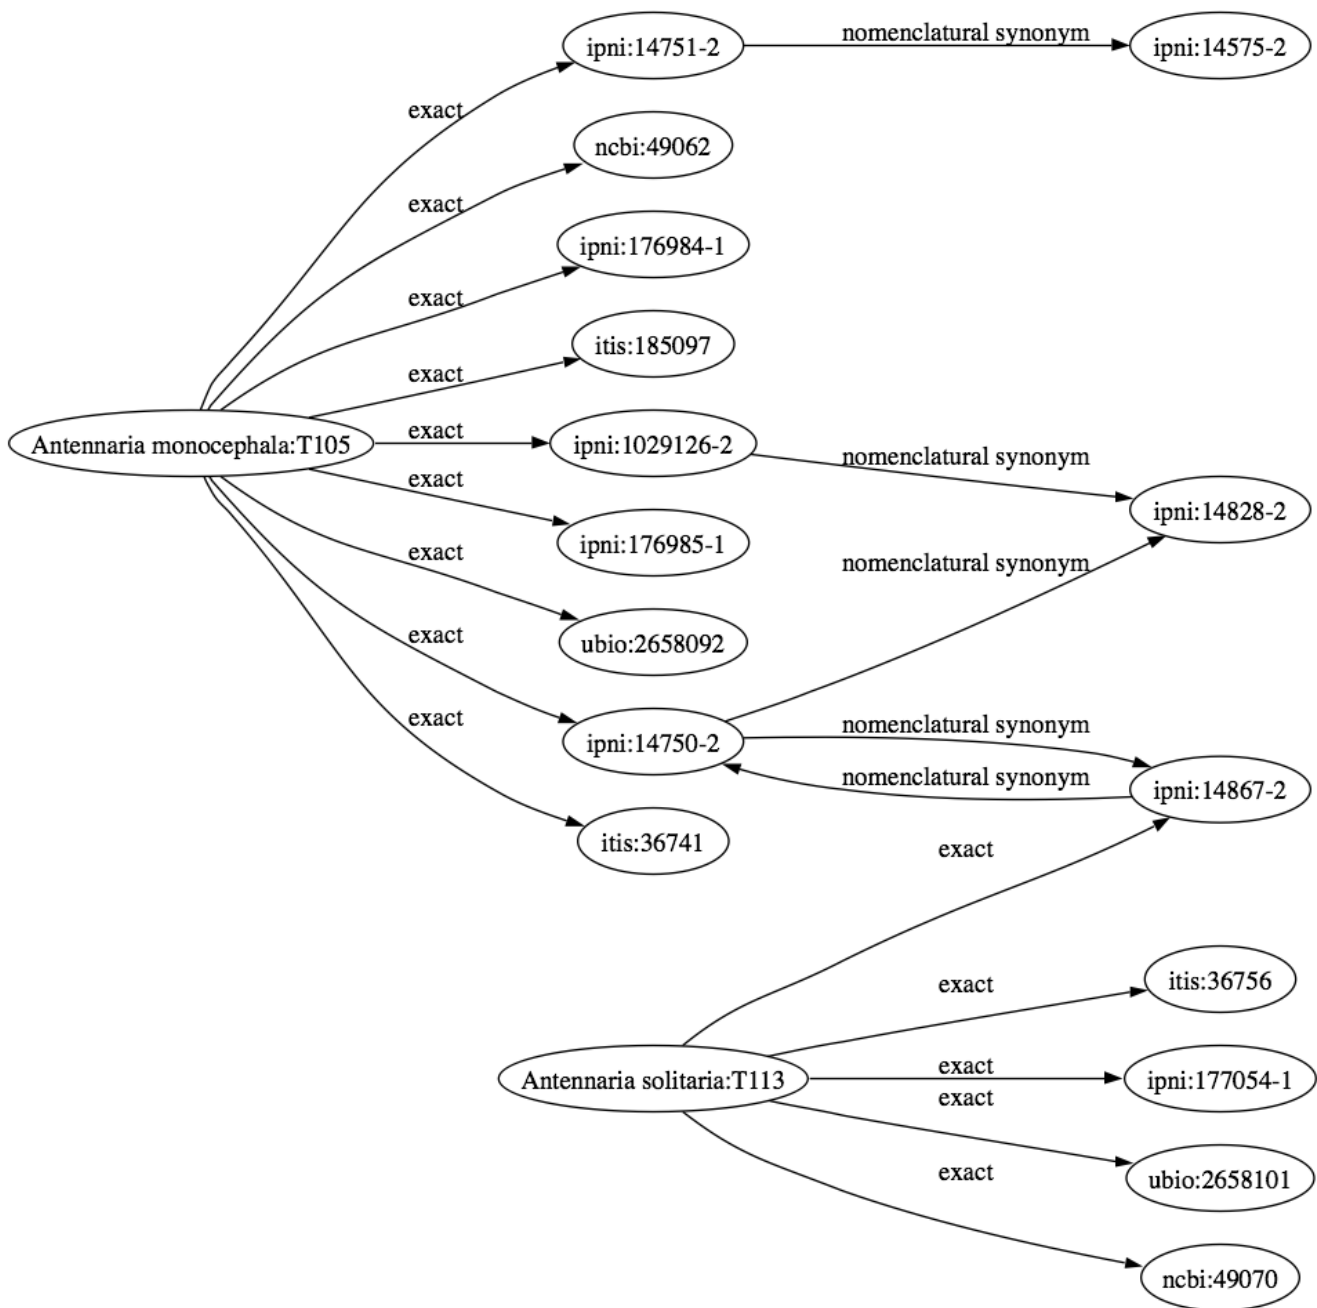 ipni:14751-2
nomenclatural synonym
ipni:14575-2
exact
ncbi:49062
exact
ipni:176984-1
exact
itis:185097
exact
Antennaria monocephala:T105
exact
ipni:1029126-2
nomenclatural synonym
ipni:14828-2
exact
ipni:176985-1
exact
nomenclatural synonym
ubio:2658092
exact
exact
ipni:14750-2
nomenclatural synonym
nomenclatural synonym
ipni:14867-2
itis:36741
exact
exact
itis:36756
Antennaria solitaria:T113
exact
ipni:177054-1
exact
ubio:2658101
exact
ncbi:49070